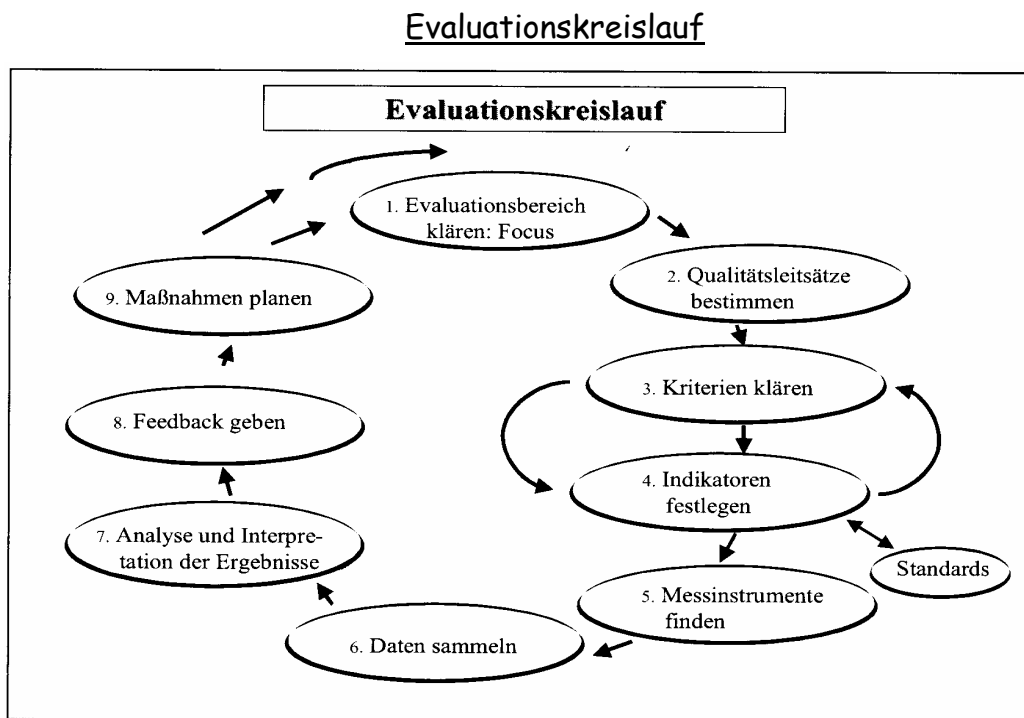 Evaluationskreislauf
Evaluationskreislauf
1. Evaluationsbereich
klären: Focus
2. Qualitätsleitsätze
bestimmen
3. Kriterien klären
4. Indikatoren
festlegen
Standards
5. Messinstrumente
finden
6. Daten sammeln
7. Analyse und Interpre-
tation der Ergebnisse
8. Feedback geben
9. Maßnahmen planen